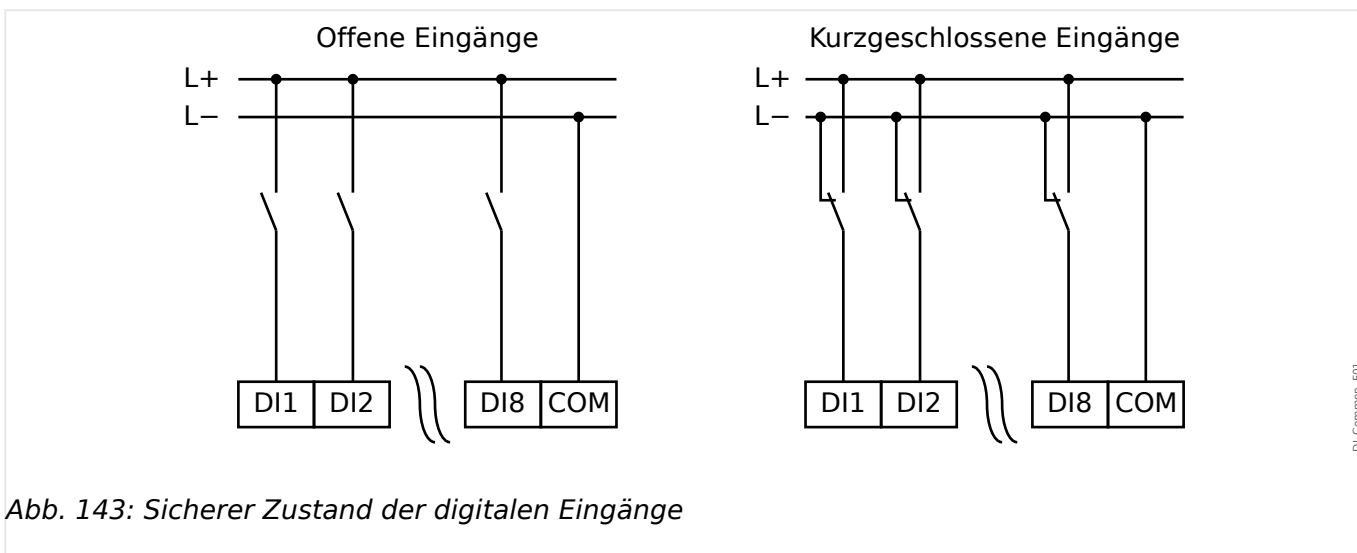 Offene Eingänge
L+
L−
DI1 DI2 DI8 COM
Kurzgeschlossene Eingänge
L+
L−
DI1 DI2 DI8 COM
DI_Common_E01
Abb. 143: Sicherer Zustand der digitalen Eingänge